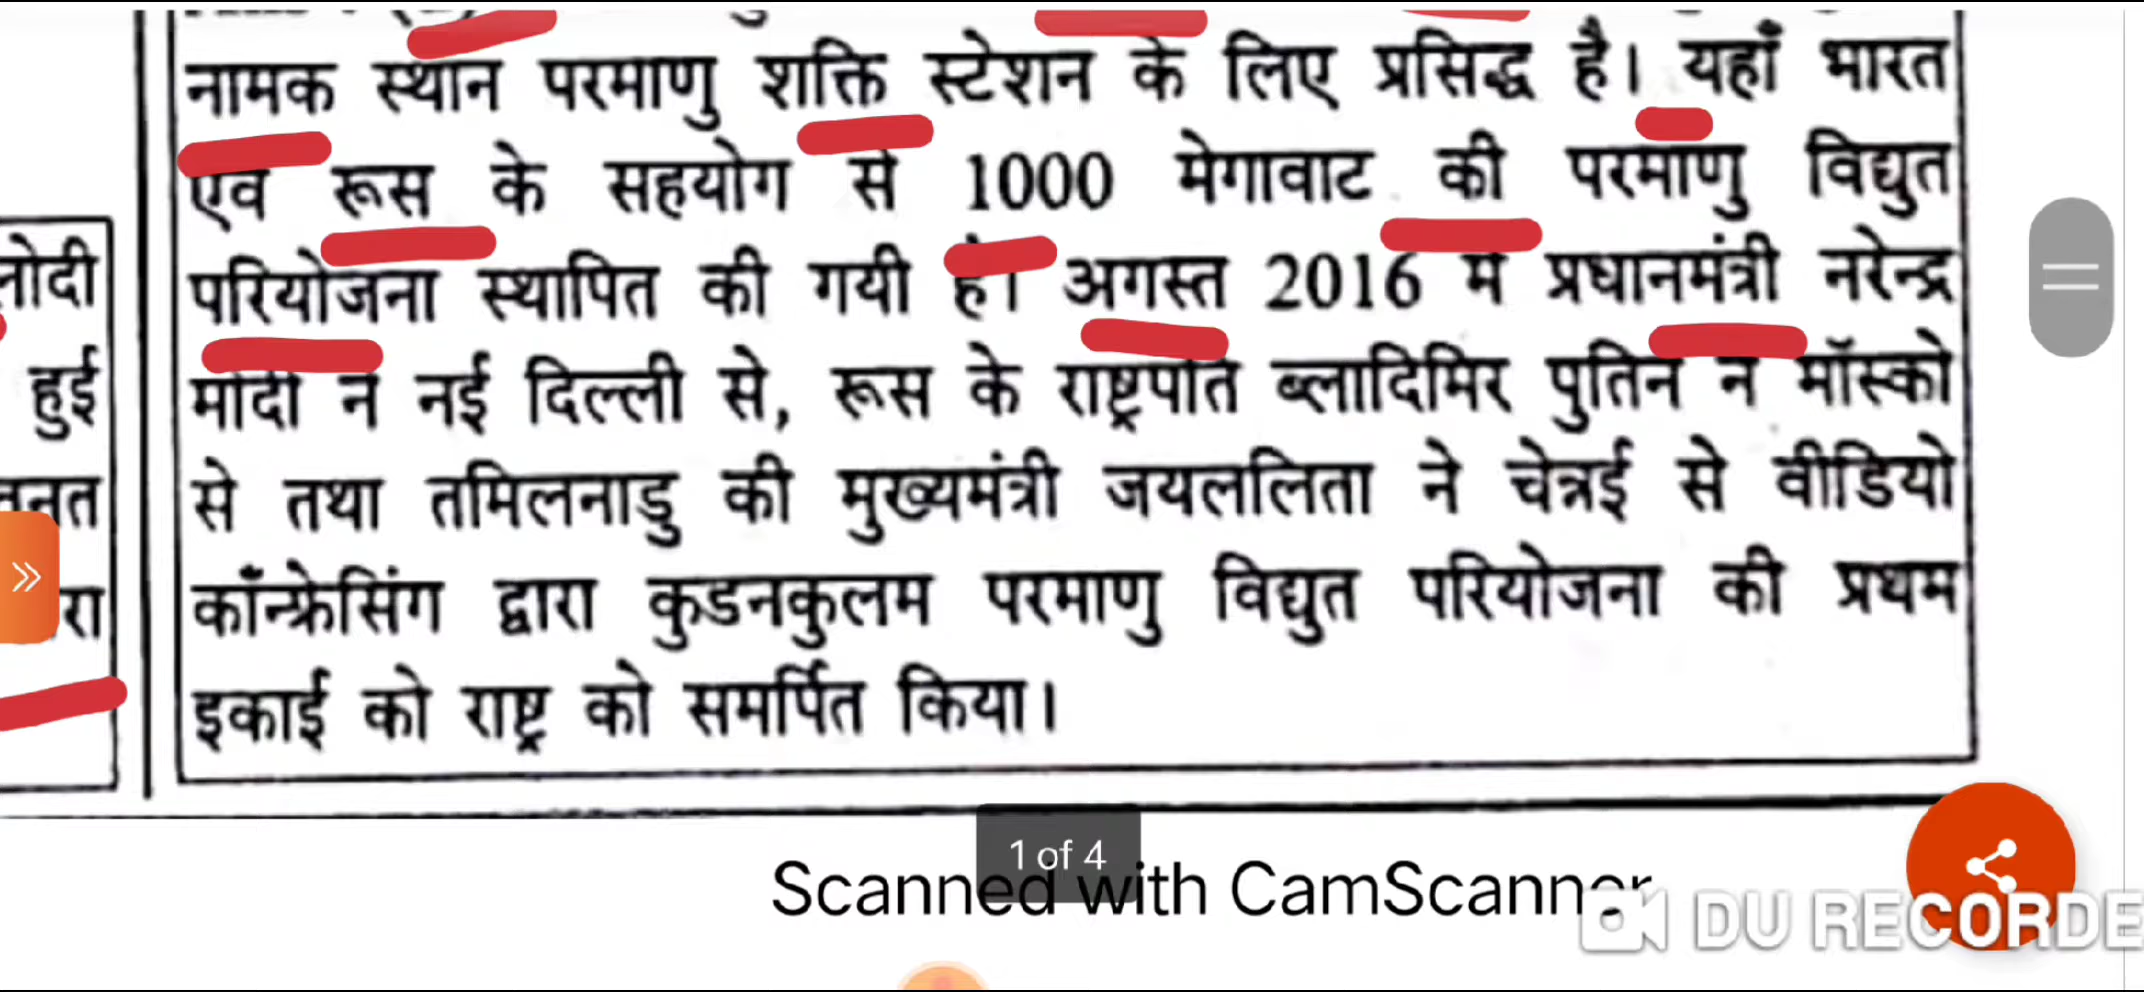 नामक स्थान परमाणु शक्ति स्टेशन के लिए प्रसिद्ध है। यहाँ भारत
एवं रूस के सहयोग से 1000 मेगावाट की परमाणु विद्युत
परियोजना स्थापित की गयी है। अगस्त 2016 में प्रधानमंत्री नरेन्द्र
मोदी ने नई दिल्ली से, रूस के राष्ट्रपति ब्लादिमिर पुतिन ने मॉस्को
से तथा तमिलनाडु की मुख्यमंत्री जयललिता ने चेन्नई से वीडियो
कॉन्फ्रेसिंग द्वारा कुडनकुलम परमाणु विद्युत परियोजना की प्रथम
इकाई को राष्ट्र को समर्पित किया।
हुई
1 of 4
Scanned with CamScanner
DU RECORDE